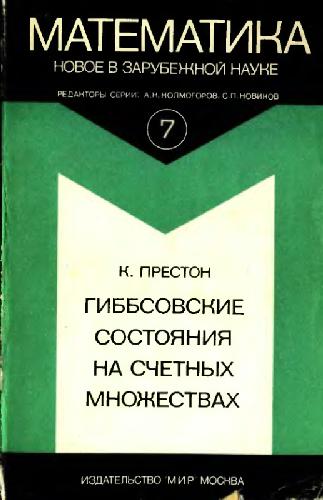 МАТЕМАТИКА
НОВОЕ В ЗАРУБЕЖНОЙ НАУКЕ
РЕДАКТОРЫ СЕРИИ: А.Н. КОЛМОГОРОВ, С.П. НОВИКОВ
7
К. ПРЕСТОН
ГИББСОВСКИЕ
СОСТОЯНИЯ
НА СЧЕТНЫХ
МНОЖЕСТВАХ
ИЗДАТЕЛЬСТВО "МИР" МОСКВА